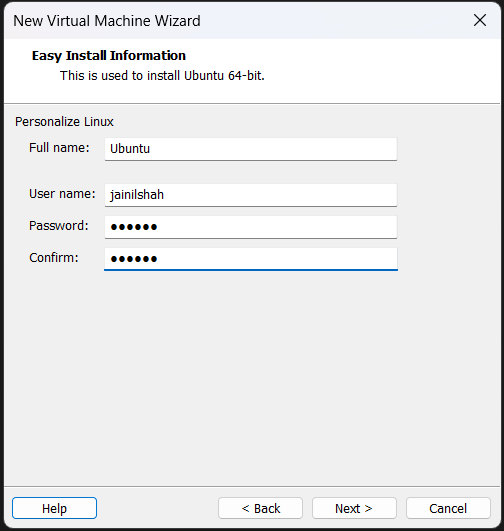 New Virtual Machine Wizard
Easy Install Information
This is used to install Ubuntu 64-bit.
Personalize Linux
Full name: Ubuntu
User name: jainilshah
Password: ●●●●●●
Confirm: ●●●●●●
Help < Back Next > Cancel